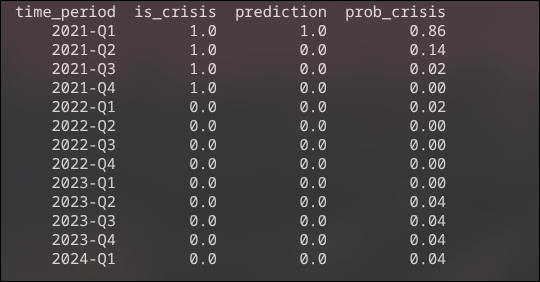 time_period is_crisis prediction prob_crisis
2021-Q1 1.0 1.0 0.86
2021-Q2 1.0 0.0 0.14
2021-Q3 1.0 0.0 0.02
2021-Q4 1.0 0.0 0.00
2022-Q1 0.0 0.0 0.02
2022-Q2 0.0 0.0 0.00
2022-Q3 0.0 0.0 0.00
2022-Q4 0.0 0.0 0.00
2023-Q1 0.0 0.0 0.00
2023-Q2 0.0 0.0 0.04
2023-Q3 0.0 0.0 0.04
2023-Q4 0.0 0.0 0.04
2024-Q1 0.0 0.0 0.04